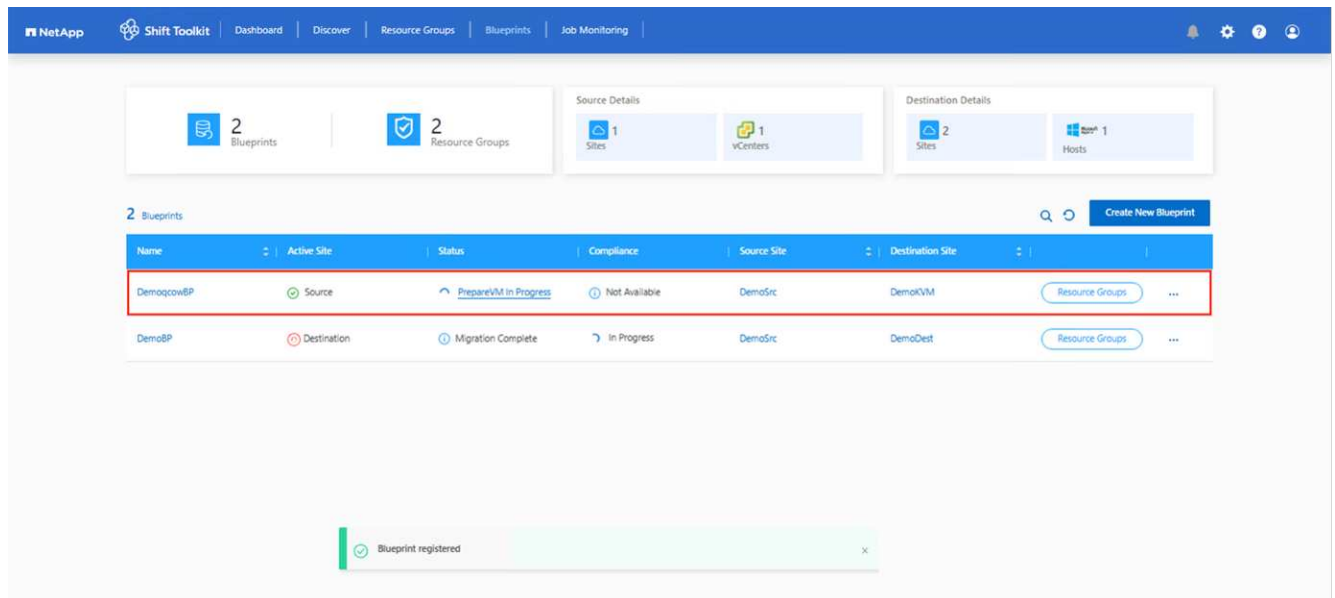 NetApp Shift Toolkit Dashboard Discover Resource Groups Blueprints Job Monitoring
Source Details Destination Details
2 Blueprints
2 Resource Groups
1 Sites
1 vCenters
2 Sites
Microsoft 1 Hosts
2 Blueprints Create New Blueprint
Name Active Site Status Compliance Source Site Destination Site
DemoqcowBP Source PrepareVM In Progress Not Available DemoSrc DemoKVM Resource Groups ...
DemoBP Destination Migration Complete In Progress DemoSrc DemoDest Resource Groups ...
Blueprint registered ×